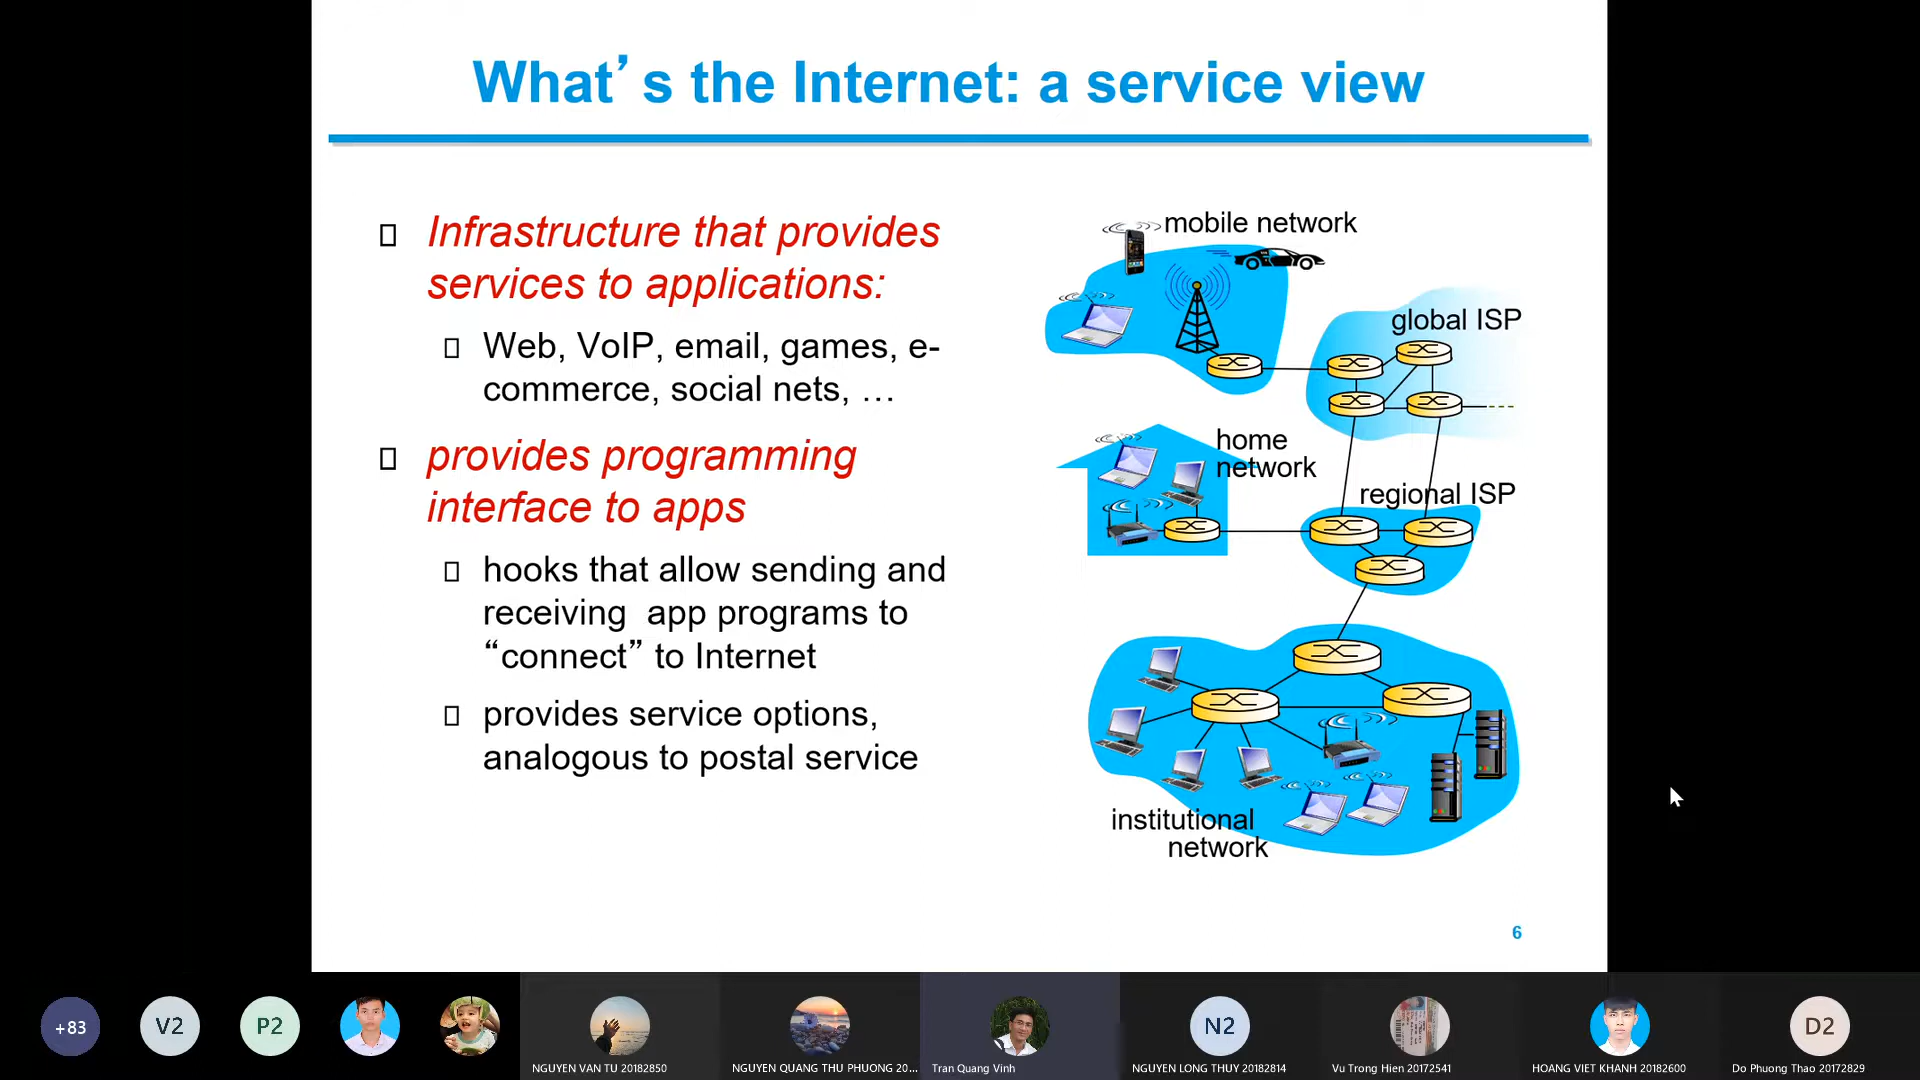 What’s the Internet: a service view
Infrastructure that provides
services to applications:
Web, VoIP, email, games, e-
commerce, social nets, …
provides programming
interface to apps
hooks that allow sending and
receiving app programs to
“connect” to Internet
provides service options,
analogous to postal service
mobile network
global ISP
home
network
regional ISP
institutional
network
6
+83
V2
P2
NGUYEN VAN TU 20182850
NGUYEN QUANG THU PHUONG 20...
Tran Quang Vinh
N2
NGUYEN LONG THUY 20182814
Vu Trong Hien 20172541
HOANG VIET KHANH 20182600
D2
Do Phuong Thao 20172829